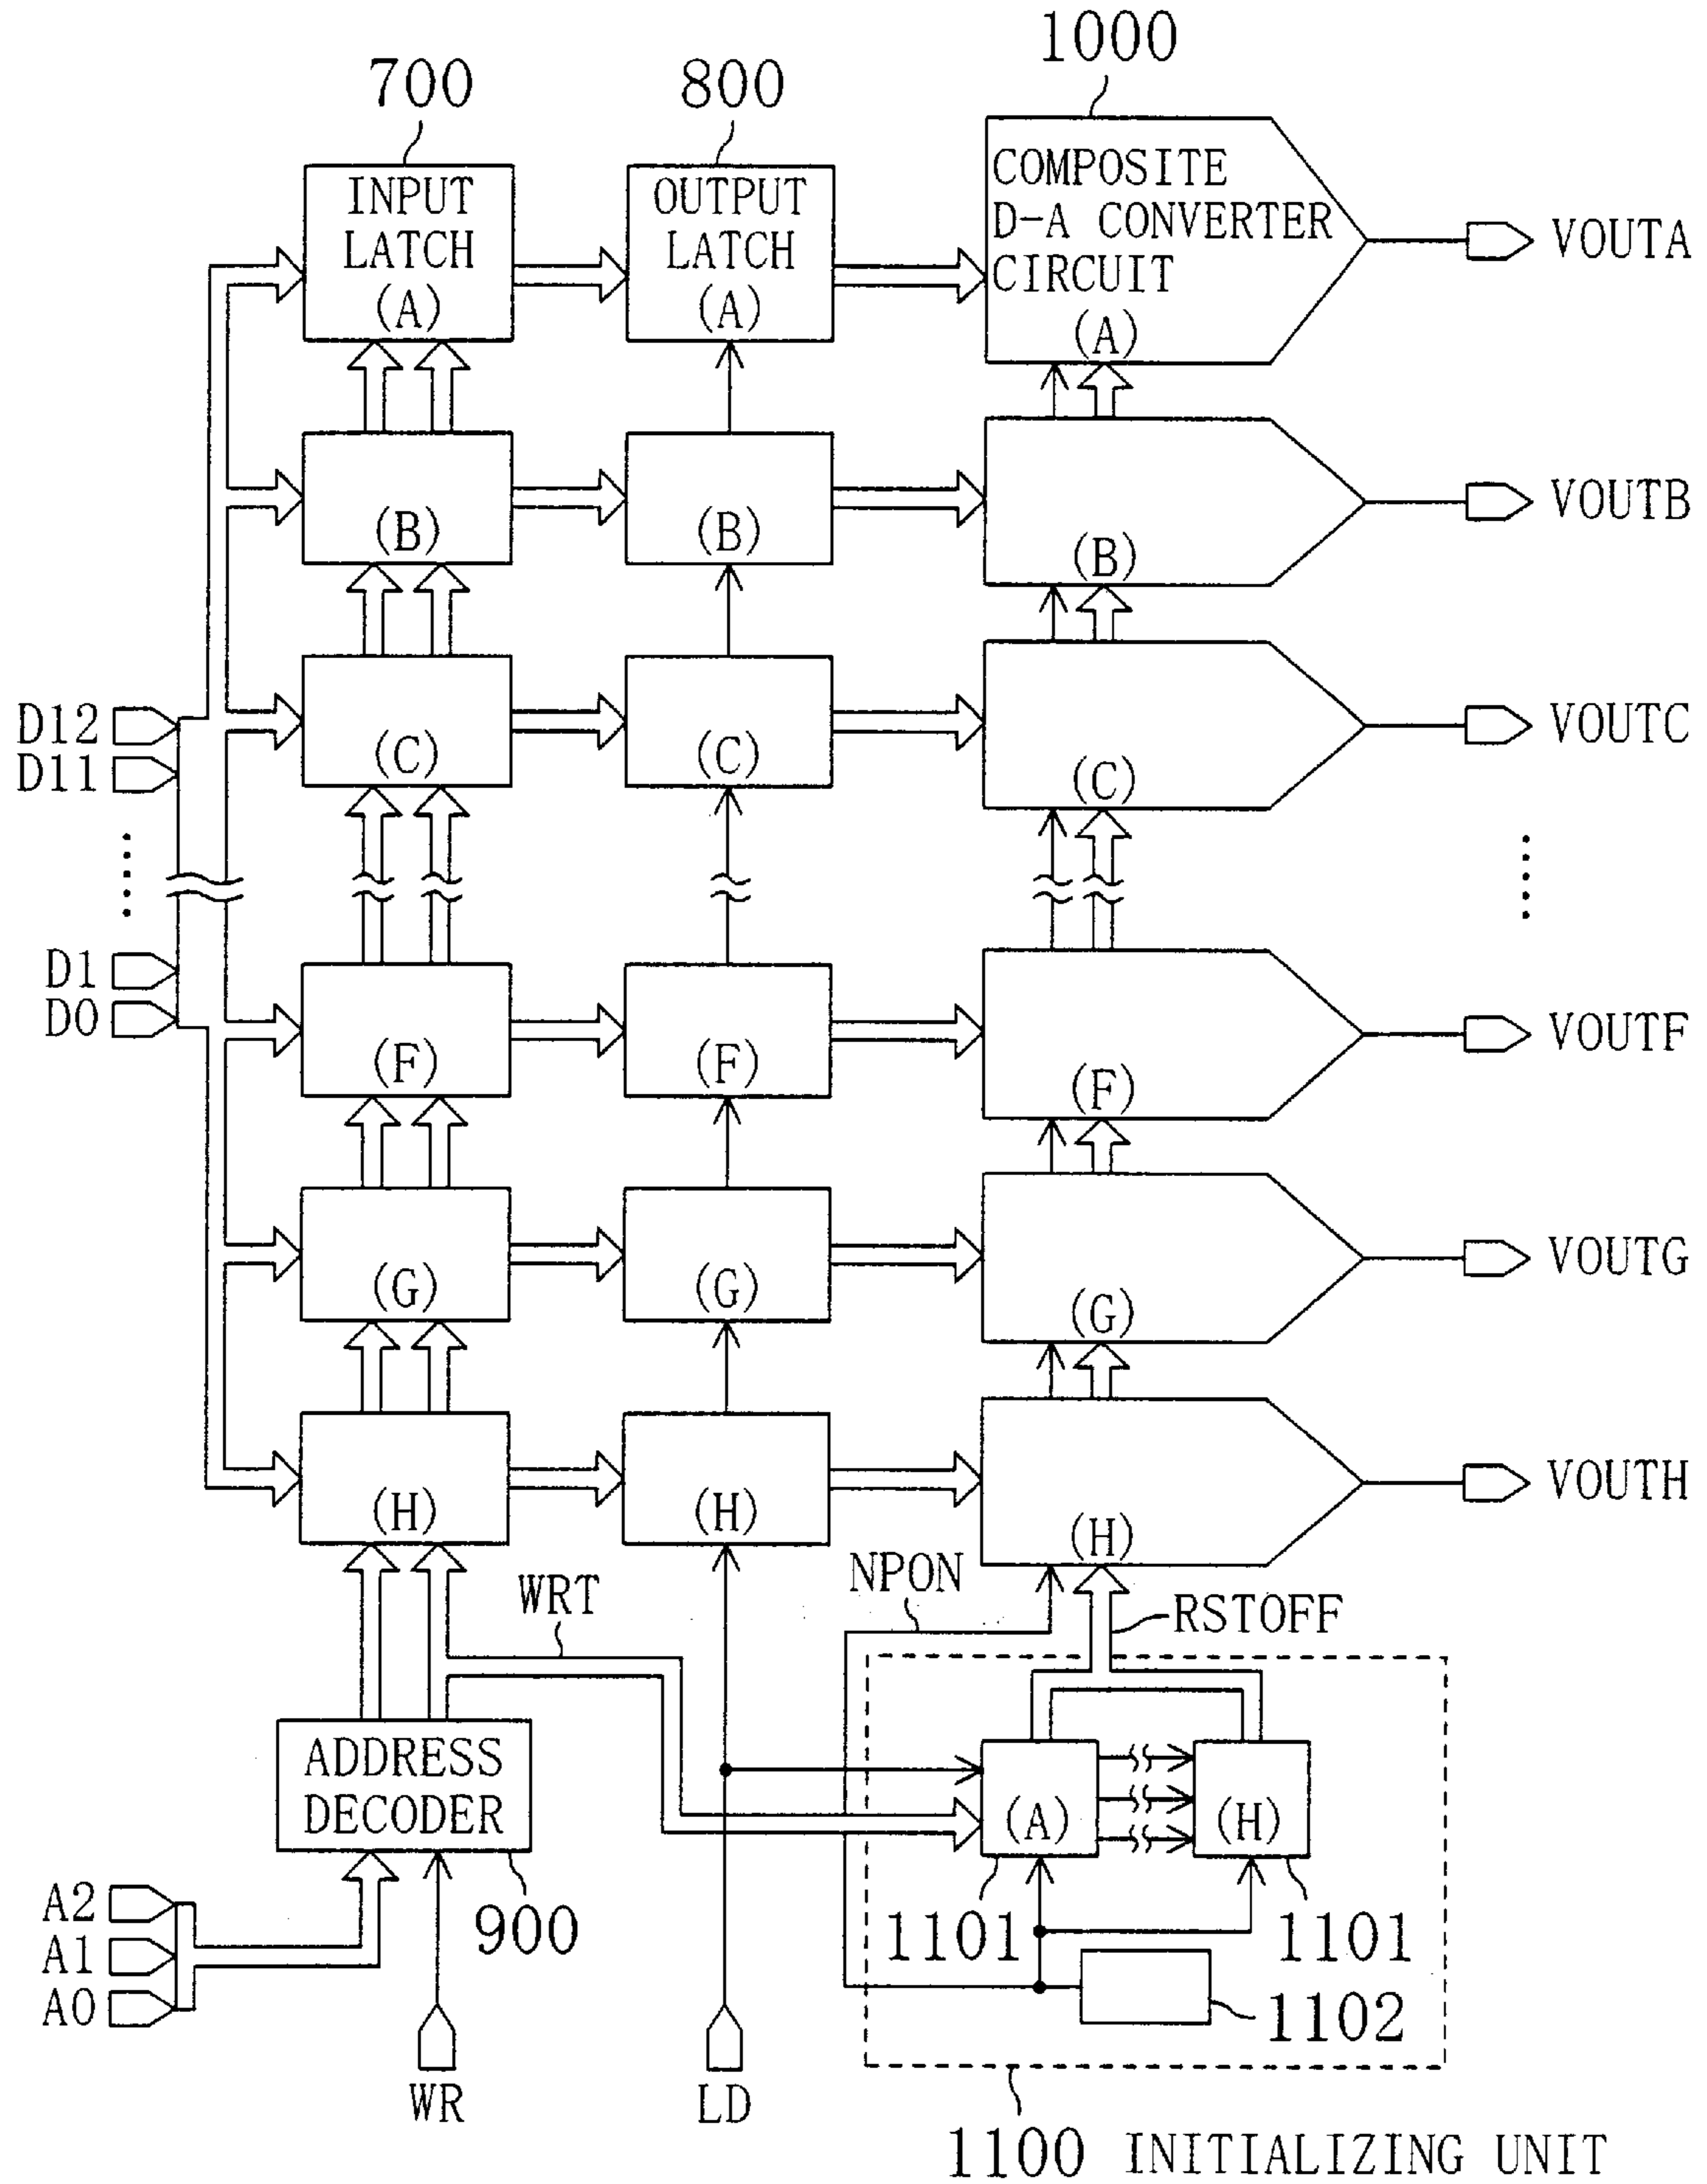 1000
700
800
INPUT
LATCH
(A)
OUTPUT
LATCH
(A)
COMPOSITE
D-A CONVERTER
CIRCUIT
(A)
VOUTA
(B)
(B)
(B)
VOUTB
(C)
(C)
(C)
VOUTC
D12
D11
D1
D0
(F)
(F)
(F)
VOUTF
(G)
(G)
(G)
VOUTG
(H)
(H)
(H)
VOUTH
WRT
NPON
RSTOFF
ADDRESS
DECODER
(A)
(H)
900
1101
1101
1102
A2
A1
A0
WR
LD
1100 INITIALIZING UNIT